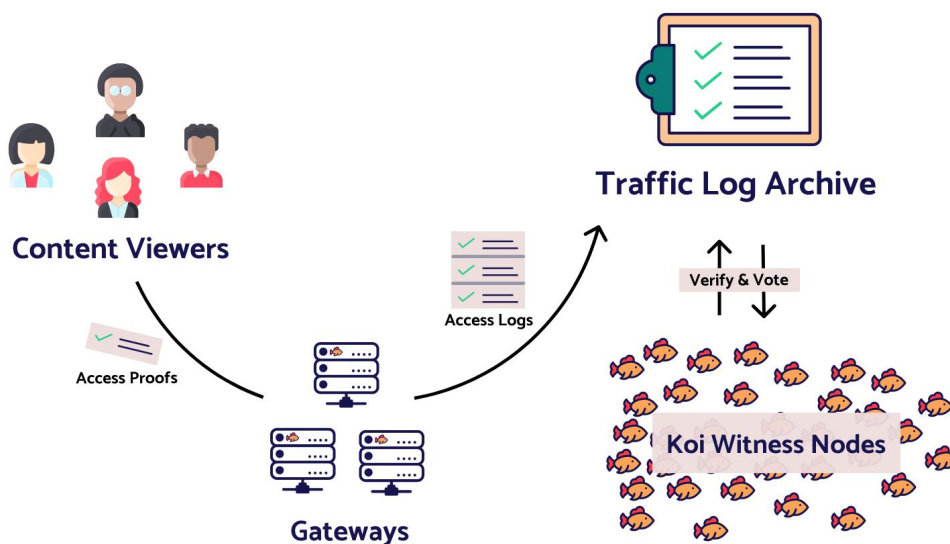 Content Viewers
Access Proofs
Gateways
Access Logs
Traffic Log Archive
Verify & Vote
Koi Witness Nodes